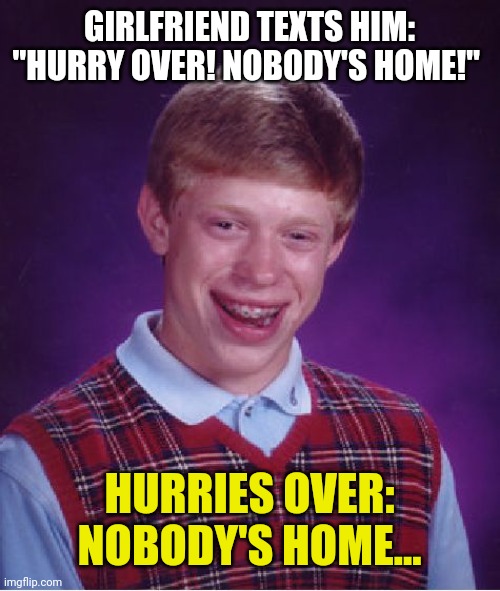 GIRLFRIEND TEXTS HIM:
"HURRY OVER! NOBODY'S HOME!"
HURRIES OVER:
NOBODY'S HOME...
imgflip.com